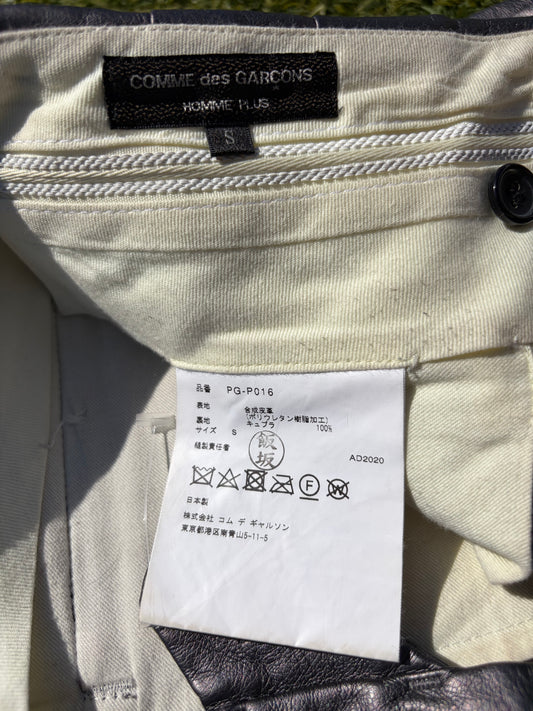 COMME des GARÇONS
HOMME PLUS
S
品番 PG-P016
表地 合成皮革
(ポリウレタン樹脂加工)
裏地 キュプラ 100%
サイズ S
縫製責任者 飯坂 AD2020
F W
日本製
株式会社 コム デ ギャルソン
東京都港区南青山5-11-5